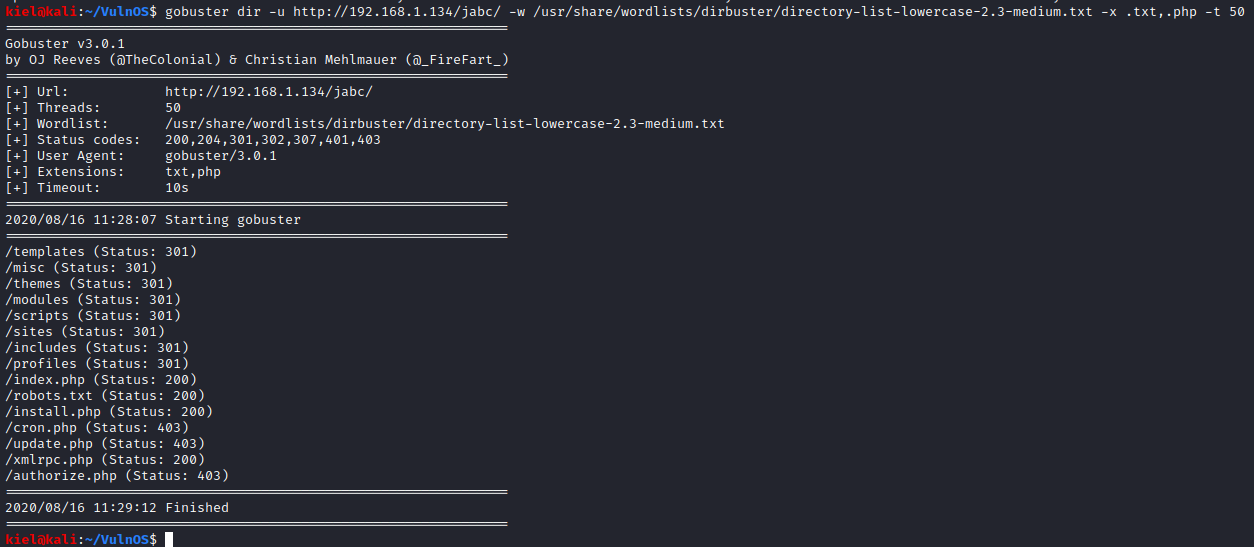 kiel@kali:~/VulnOS$ gobuster dir -u http://192.168.1.134/jabc/ -w /usr/share/wordlists/dirbuster/directory-list-lowercase-2.3-medium.txt -x .txt,.php -t 50
===============================================================
Gobuster v3.0.1
by OJ Reeves (@TheColonial) & Christian Mehlmauer (@_FireFart_)
===============================================================
[+] Url:            http://192.168.1.134/jabc/
[+] Threads:        50
[+] Wordlist:       /usr/share/wordlists/dirbuster/directory-list-lowercase-2.3-medium.txt
[+] Status codes:   200,204,301,302,307,401,403
[+] User Agent:     gobuster/3.0.1
[+] Extensions:     txt,php
[+] Timeout:        10s
===============================================================
2020/08/16 11:28:07 Starting gobuster
===============================================================
/templates (Status: 301)
/misc (Status: 301)
/themes (Status: 301)
/modules (Status: 301)
/scripts (Status: 301)
/sites (Status: 301)
/includes (Status: 301)
/profiles (Status: 301)
/index.php (Status: 200)
/robots.txt (Status: 200)
/install.php (Status: 200)
/cron.php (Status: 403)
/update.php (Status: 403)
/xmlrpc.php (Status: 200)
/authorize.php (Status: 403)
===============================================================
2020/08/16 11:29:12 Finished
===============================================================
kiel@kali:~/VulnOS$